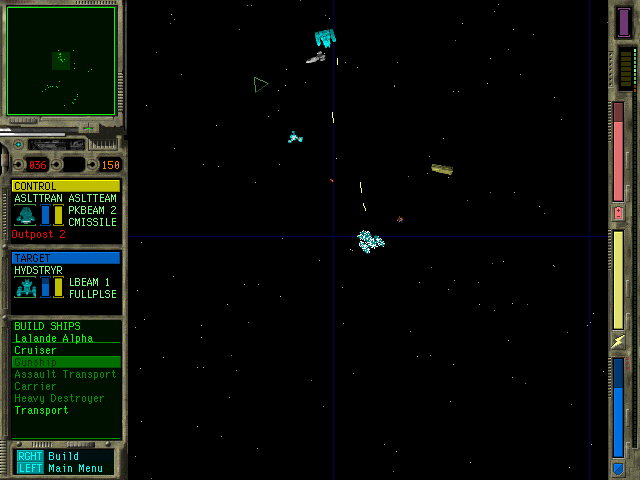 036 150
CONTROL
ASLTTRAN ASLTTEAM
PKBEAM 2
CMISSILE
Outpost 2
TARGET
HVDSTRYR
LBEAM 1
FULLPLSE
BUILD SHIPS
Lalande Alpha
Cruiser
Gunship
Assault Transport
Carrier
Heavy Destroyer
Transport
RGHT Build
LEFT Main Menu